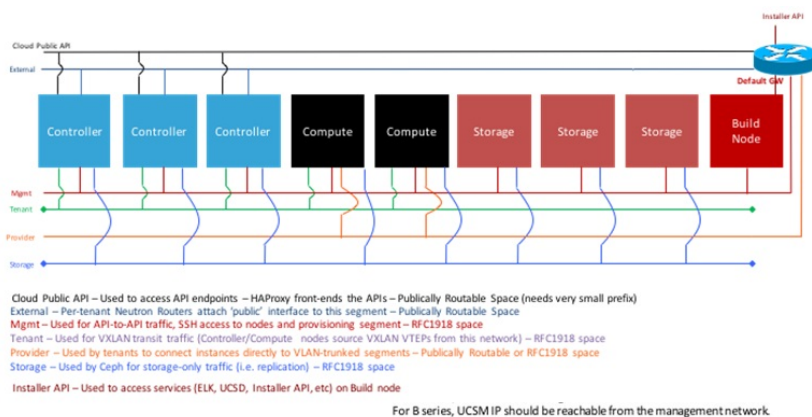 Installer API
Cloud Public API
External
Default GW
Controller
Controller
Controller
Compute
Compute
Storage
Storage
Storage
Build
Node
Mgmt
Tenant
Provider
Storage
Cloud Public API – Used to access API endpoints – HAProxy front-ends the APIs – Publically Routable Space (needs very small prefix)
External – Per-tenant Neutron Routers attach ‘public’ interface to this segment – Publically Routable Space
Mgmt – Used for API-to-API traffic, SSH access to nodes and provisioning segment – RFC1918 space
Tenant – Used for VXLAN transit traffic (Controller/Compute nodes source VXLAN VTEPs from this network) – RFC1918 space
Provider – Used by tenants to connect instances directly to VLAN-trunked segments – Publically Routable or RFC1918 space
Storage – Used by Ceph for storage-only traffic (i.e. replication) – RFC1918 space
Installer API – Used to access services (ELK, UCSD, Installer API, etc) on Build node
For B series, UCSM IP should be reachable from the management network.